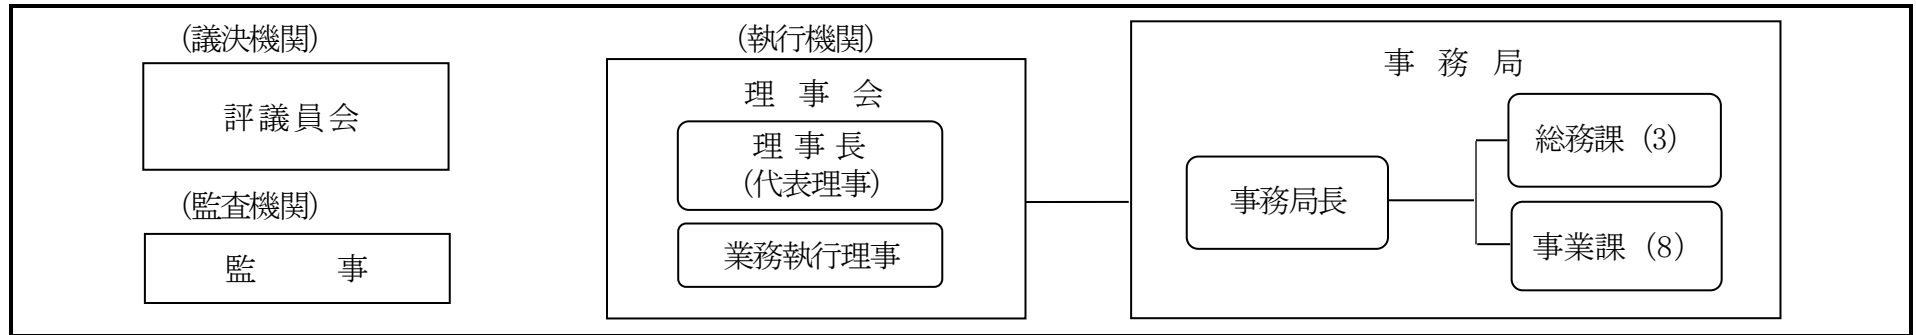 (議決機関)
評議員会
(監査機関)
監　　事
(執行機関)
理　事　会
理 事 長
(代表理事)
業務執行理事
事　務　局
事務局長
総務課 (3)
事業課 (8)